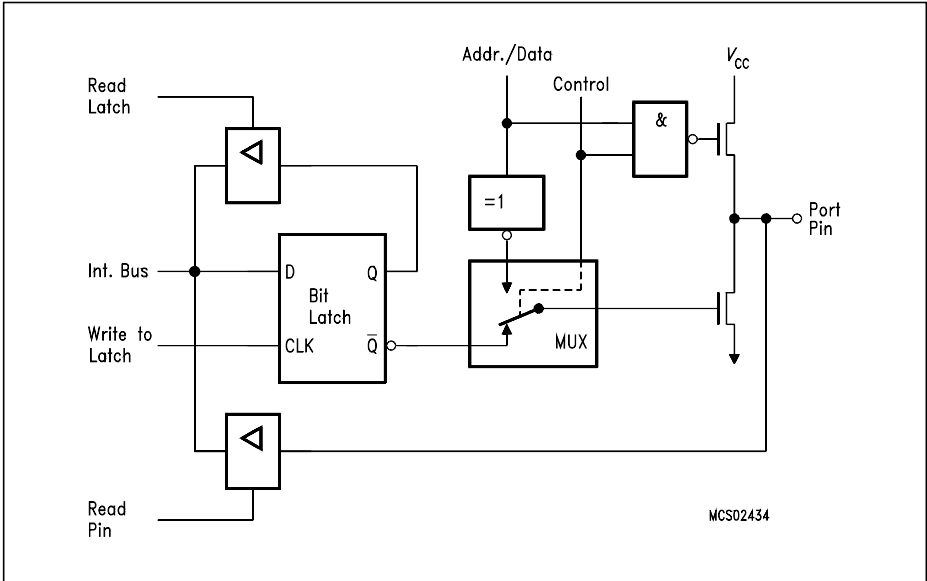 Addr./Data
V_CC
Read
Latch
Control
&
=1
Port
Pin
Int. Bus
D
Q
Bit
Latch
Write to
Latch
CLK
Q̅
MUX
Read
Pin
MCS02434